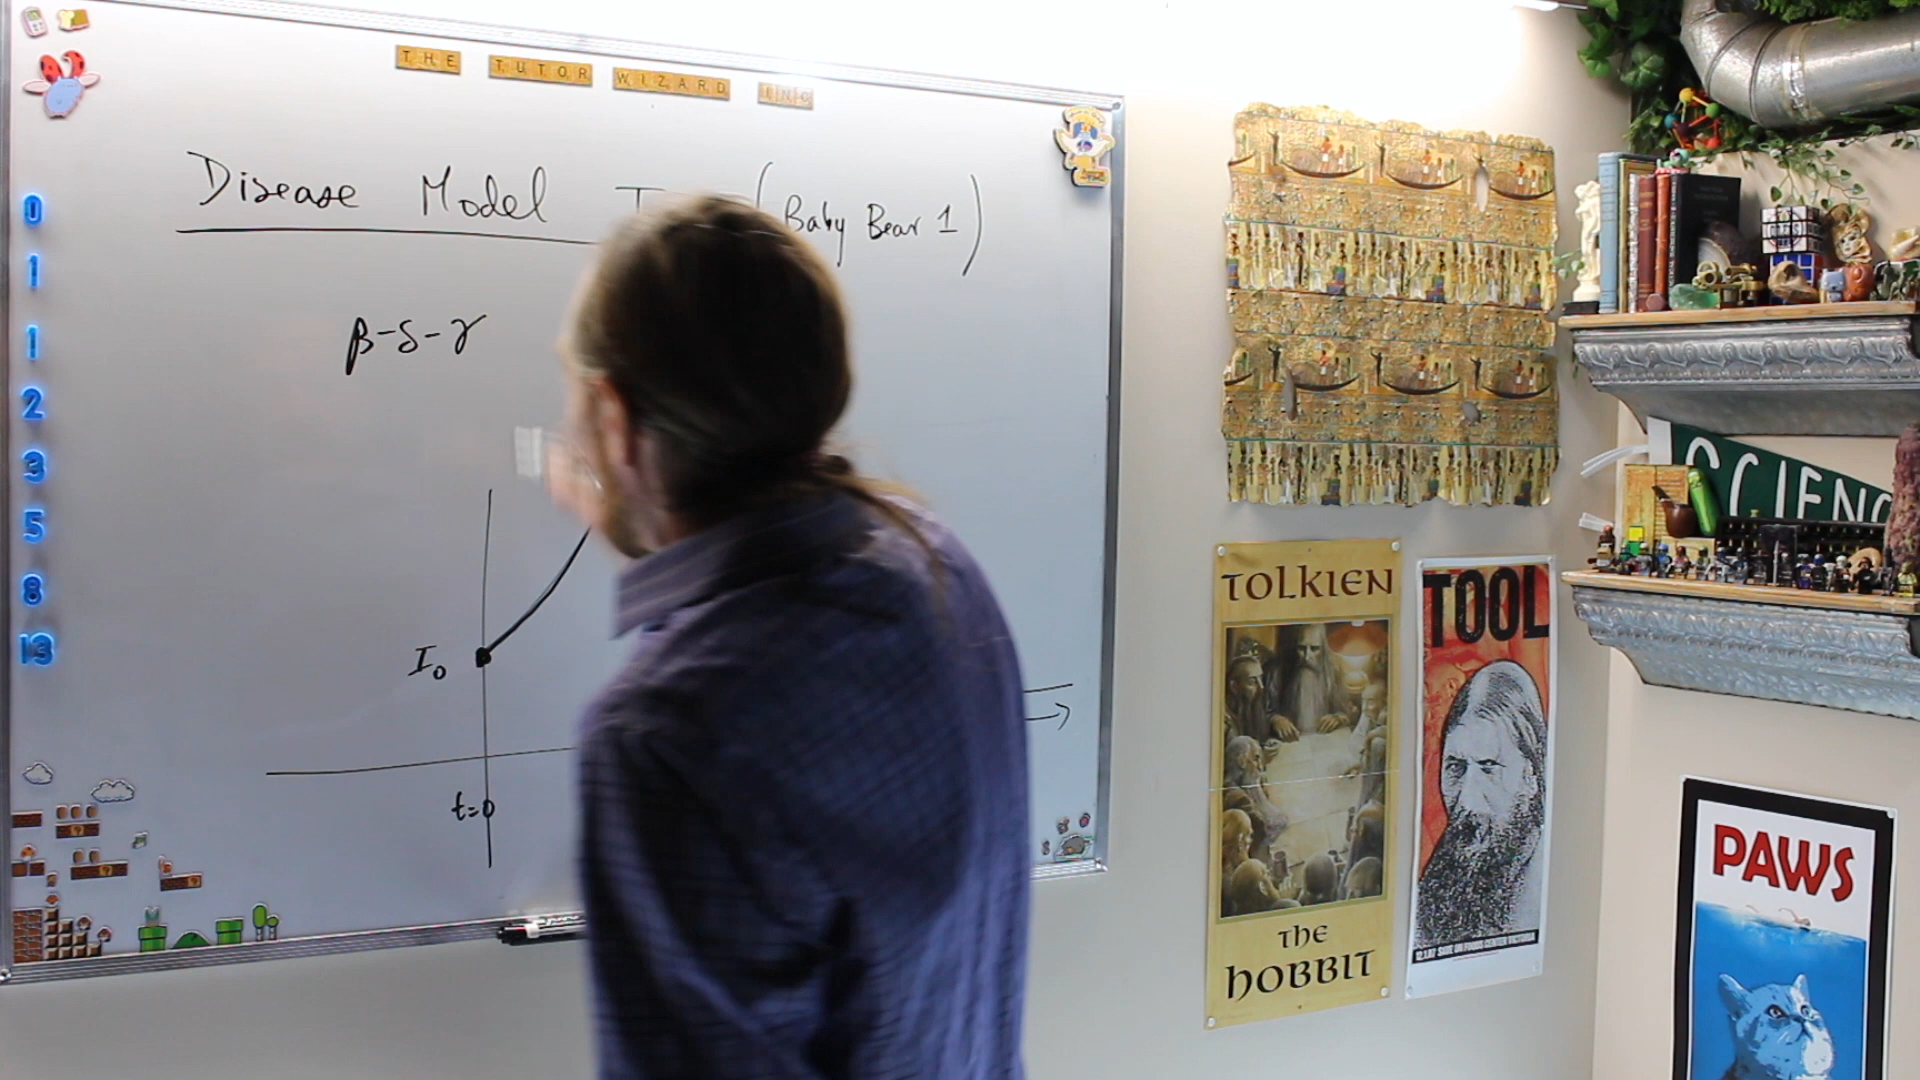 THE TUTOR WIZARD INC
Disease Model I (Baby Bear 1)
β-δ-γ
I₀
t=0
0
1
1
2
3
5
8
13
SCIENC
TOLKIEN
THE
HOBBIT
TOOL
PAWS